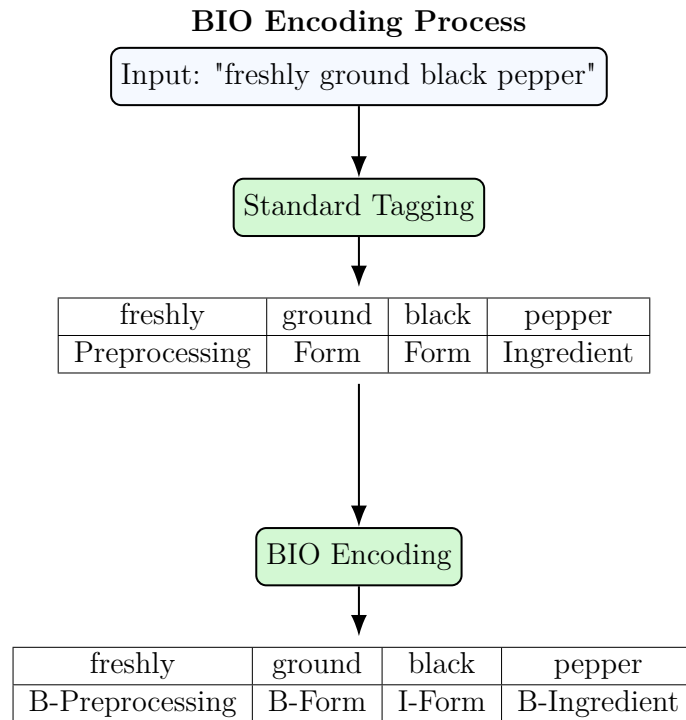 BIO Encoding Process
Input: "freshly ground black pepper"
Standard Tagging
freshly ground black pepper
Preprocessing Form Form Ingredient
BIO Encoding
freshly ground black pepper
B-Preprocessing B-Form I-Form B-Ingredient